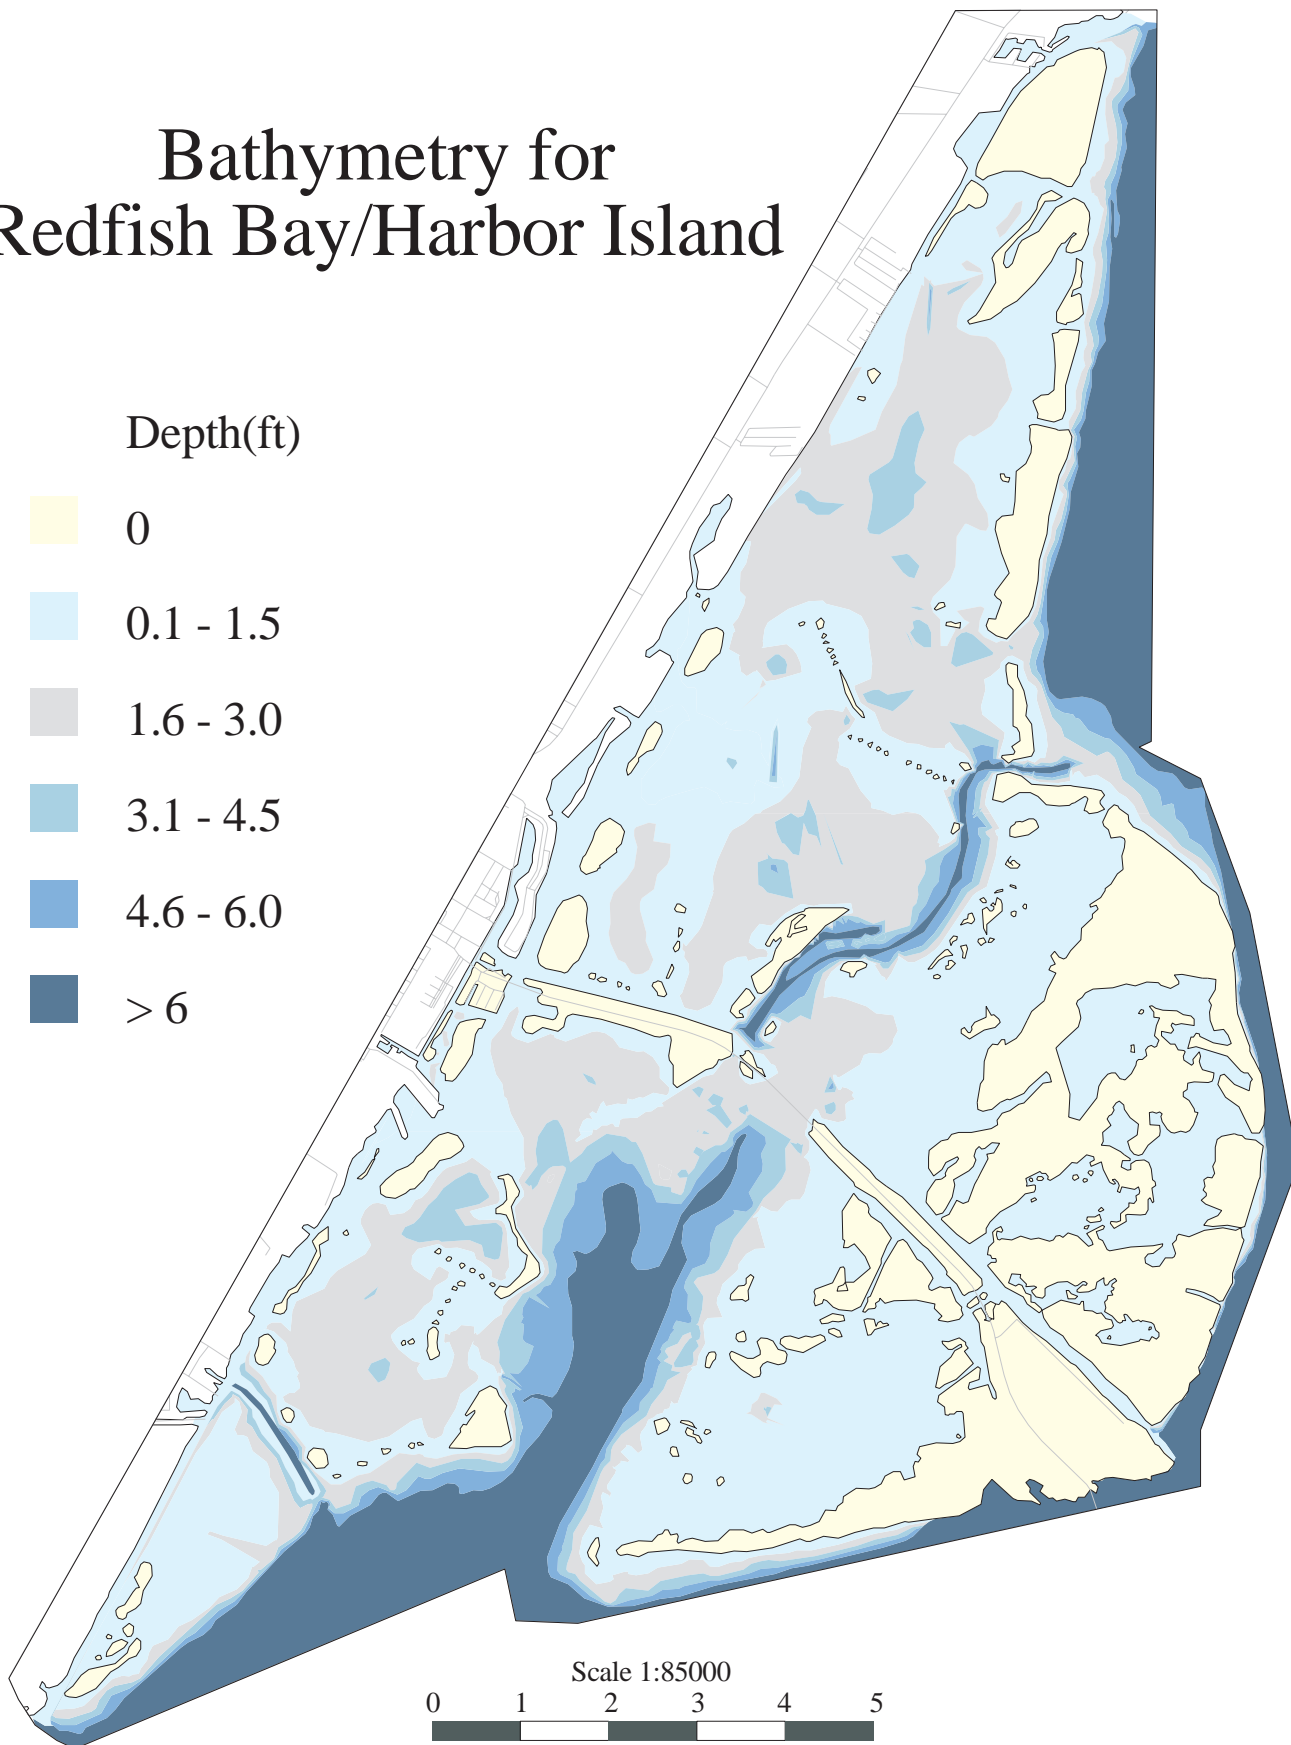 Bathymetry for
Redfish Bay/Harbor Island
Depth(ft)
0
0.1 - 1.5
1.6 - 3.0
3.1 - 4.5
4.6 - 6.0
> 6
Scale 1:85000
0 1 2 3 4 5